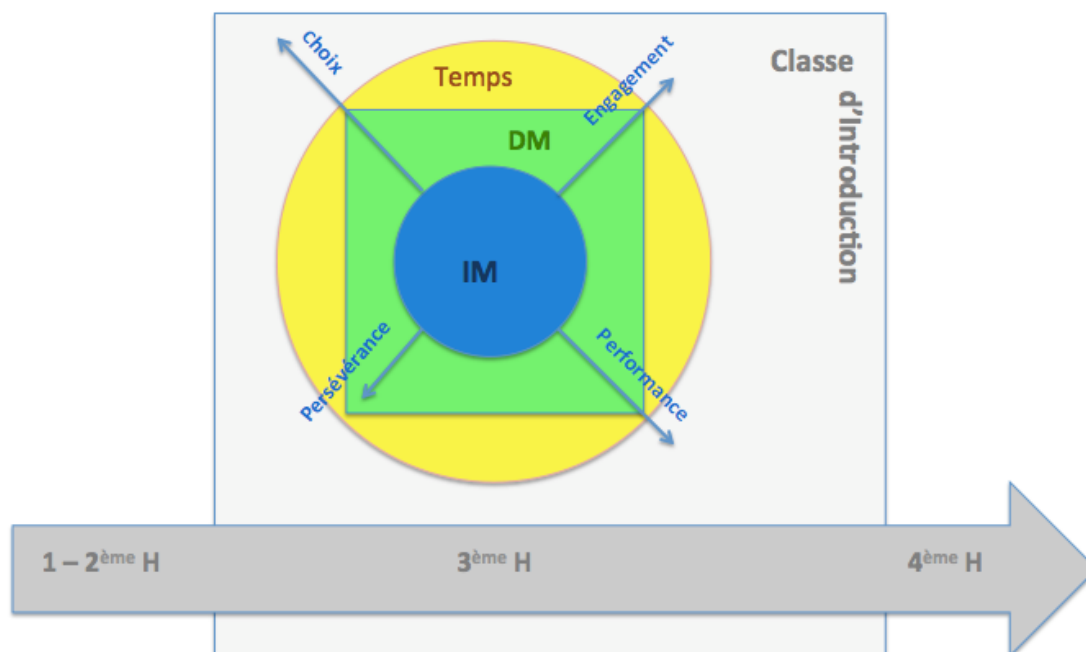 Choix
Engagement
Temps
Classe
d'Introduction
DM
IM
Persévérance
Performance
1 – 2ème H
3ème H
4ème H